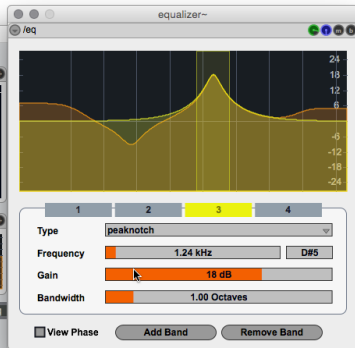 equalizer~
/eq
24
18
12
6
0
-6
-12
-18
-24
1 2 3 4
Type peaknotch
Frequency 1.24 kHz D#5
Gain 18 dB
Bandwidth 1.00 Octaves
View Phase Add Band Remove Band